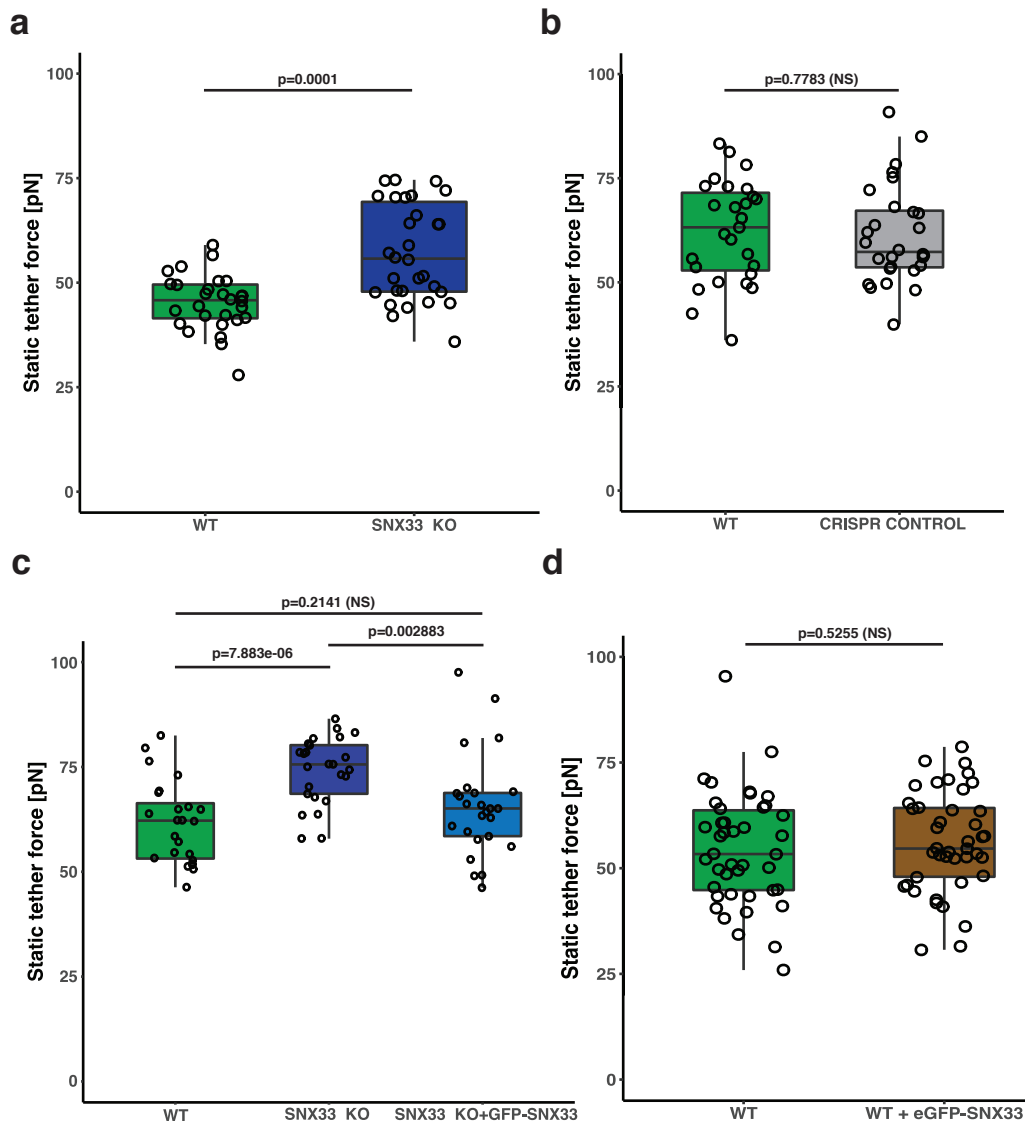 a
p=0.0001
Static tether force [pN]
100
75
50
25
0
WT
SNX33 KO
b
p=0.7783 (NS)
Static tether force [pN]
100
75
50
25
0
WT
CRISPR CONTROL
c
p=0.2141 (NS)
p=7.883e-06
p=0.002883
Static tether force [pN]
100
75
50
25
0
WT
SNX33 KO
SNX33 KO+GFP-SNX33
d
p=0.5255 (NS)
Static tether force [pN]
100
75
50
25
0
WT
WT + eGFP-SNX33